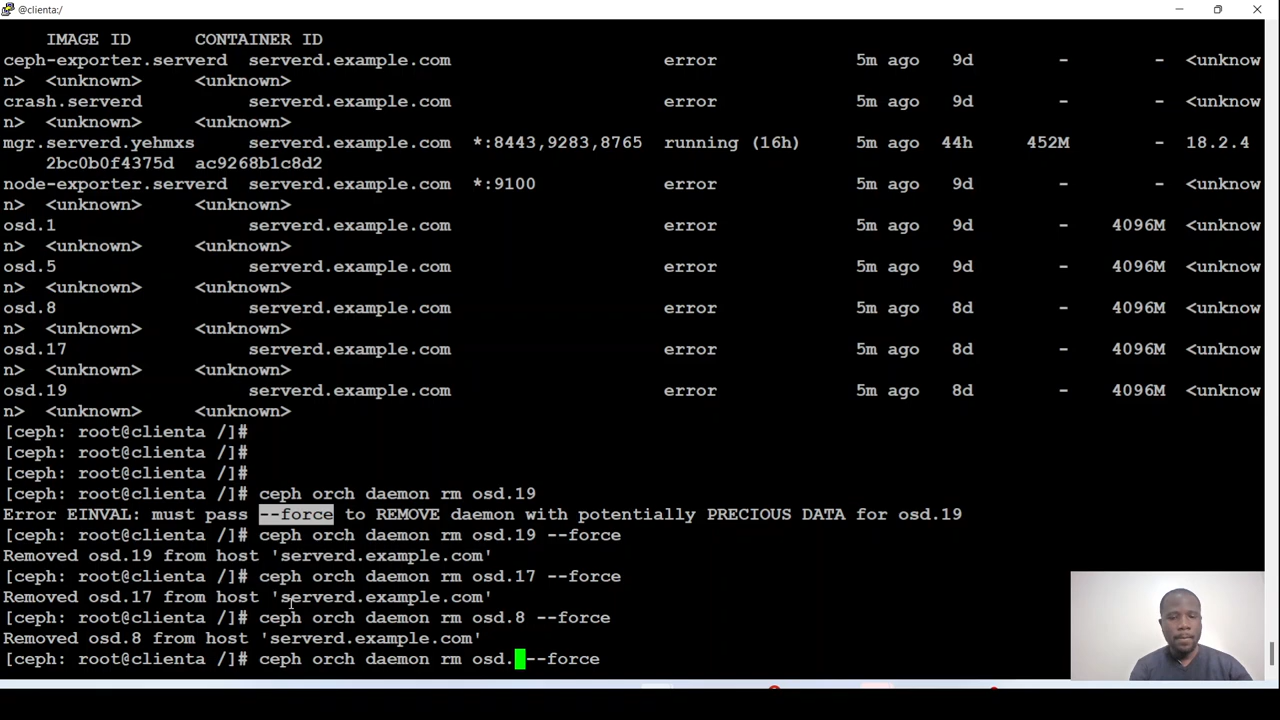 @clienta:/
IMAGE ID CONTAINER ID
ceph-exporter.serverd serverd.example.com error 5m ago 9d - - <unknow
n> <unknown> <unknown>
crash.serverd serverd.example.com error 5m ago 9d - - <unknow
n> <unknown> <unknown>
mgr.serverd.yehmxs serverd.example.com *:8443,9283,8765 running (16h) 5m ago 44h 452M - 18.2.4
2bc0b0f4375d ac9268b1c8d2
node-exporter.serverd serverd.example.com *:9100 error 5m ago 9d - - <unknow
n> <unknown> <unknown>
osd.1 serverd.example.com error 5m ago 9d - 4096M <unknow
n> <unknown> <unknown>
osd.5 serverd.example.com error 5m ago 9d - 4096M <unknow
n> <unknown> <unknown>
osd.8 serverd.example.com error 5m ago 8d - 4096M <unknow
n> <unknown> <unknown>
osd.17 serverd.example.com error 5m ago 8d - 4096M <unknow
n> <unknown> <unknown>
osd.19 serverd.example.com error 5m ago 8d - 4096M <unknow
n> <unknown> <unknown>
[ceph: root@clienta /]#
[ceph: root@clienta /]#
[ceph: root@clienta /]#
[ceph: root@clienta /]# ceph orch daemon rm osd.19
Error EINVAL: must pass --force to REMOVE daemon with potentially PRECIOUS DATA for osd.19
[ceph: root@clienta /]# ceph orch daemon rm osd.19 --force
Removed osd.19 from host 'serverd.example.com'
[ceph: root@clienta /]# ceph orch daemon rm osd.17 --force
Removed osd.17 from host 'serverd.example.com'
[ceph: root@clienta /]# ceph orch daemon rm osd.8 --force
Removed osd.8 from host 'serverd.example.com'
[ceph: root@clienta /]# ceph orch daemon rm osd. --force